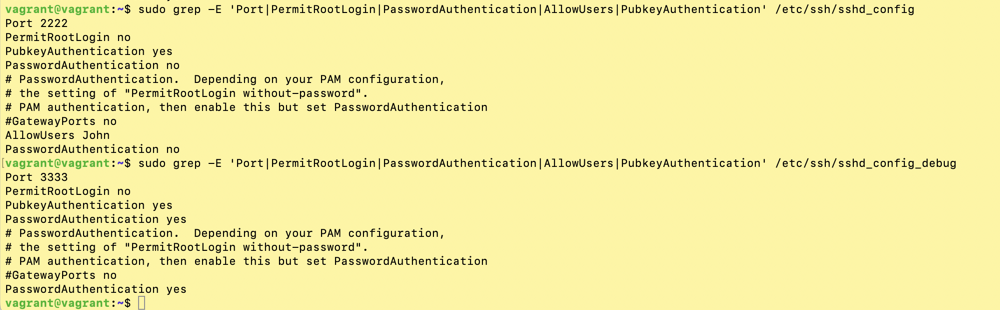 vagrant@vagrant:~$ sudo grep -E 'Port|PermitRootLogin|PasswordAuthentication|AllowUsers|PubkeyAuthentication' /etc/ssh/sshd_config
Port 2222
PermitRootLogin no
PubkeyAuthentication yes
PasswordAuthentication no
# PasswordAuthentication.  Depending on your PAM configuration,
# the setting of "PermitRootLogin without-password".
# PAM authentication, then enable this but set PasswordAuthentication
#GatewayPorts no
AllowUsers John
PasswordAuthentication no
[vagrant@vagrant:~$ sudo grep -E 'Port|PermitRootLogin|PasswordAuthentication|AllowUsers|PubkeyAuthentication' /etc/ssh/sshd_config_debug
Port 3333
PermitRootLogin no
PubkeyAuthentication yes
PasswordAuthentication yes
# PasswordAuthentication.  Depending on your PAM configuration,
# the setting of "PermitRootLogin without-password".
# PAM authentication, then enable this but set PasswordAuthentication
#GatewayPorts no
PasswordAuthentication yes
vagrant@vagrant:~$